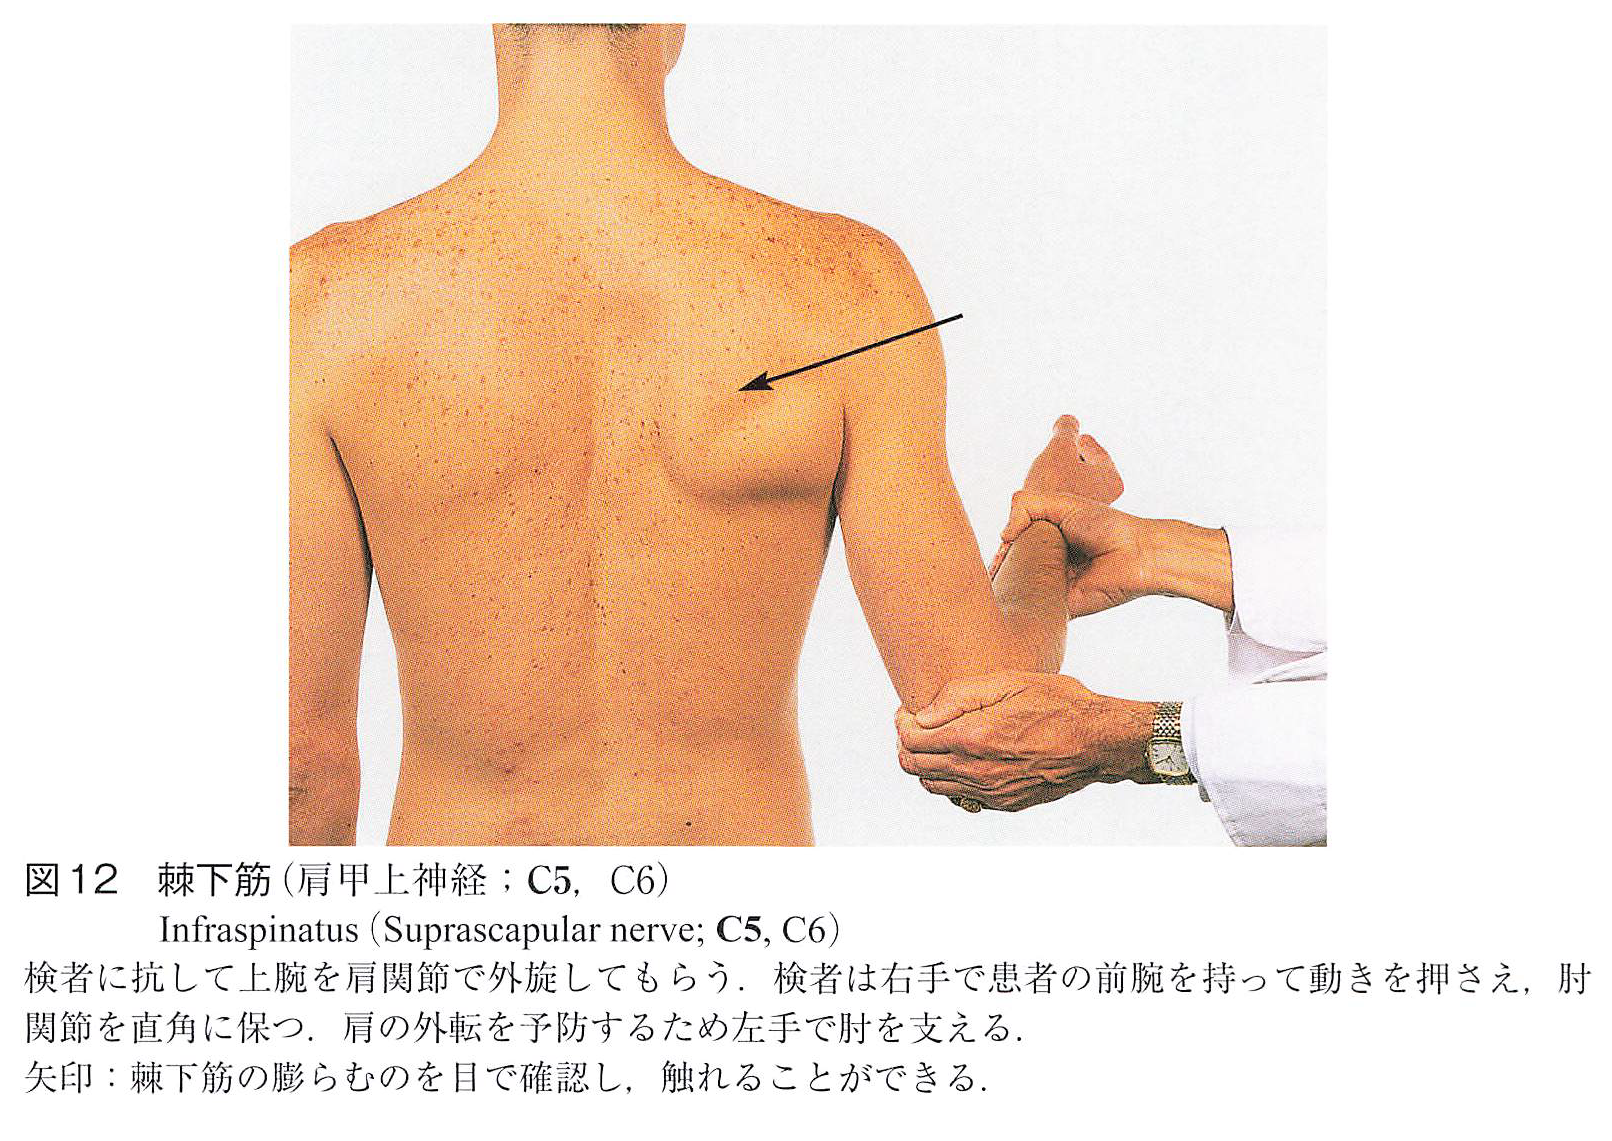 図12 棘下筋（肩甲上神経；C5, C6）
Infraspinatus（Suprascapular nerve; C5, C6）
検者に抗して上腕を肩関節で外旋してもらう．検者は右手で患者の前腕を持って動きを押さえ，肘
関節を直角に保つ．肩の外転を予防するため左手で肘を支える．
矢印：棘下筋の膨らむのを目で確認し，触れることができる．